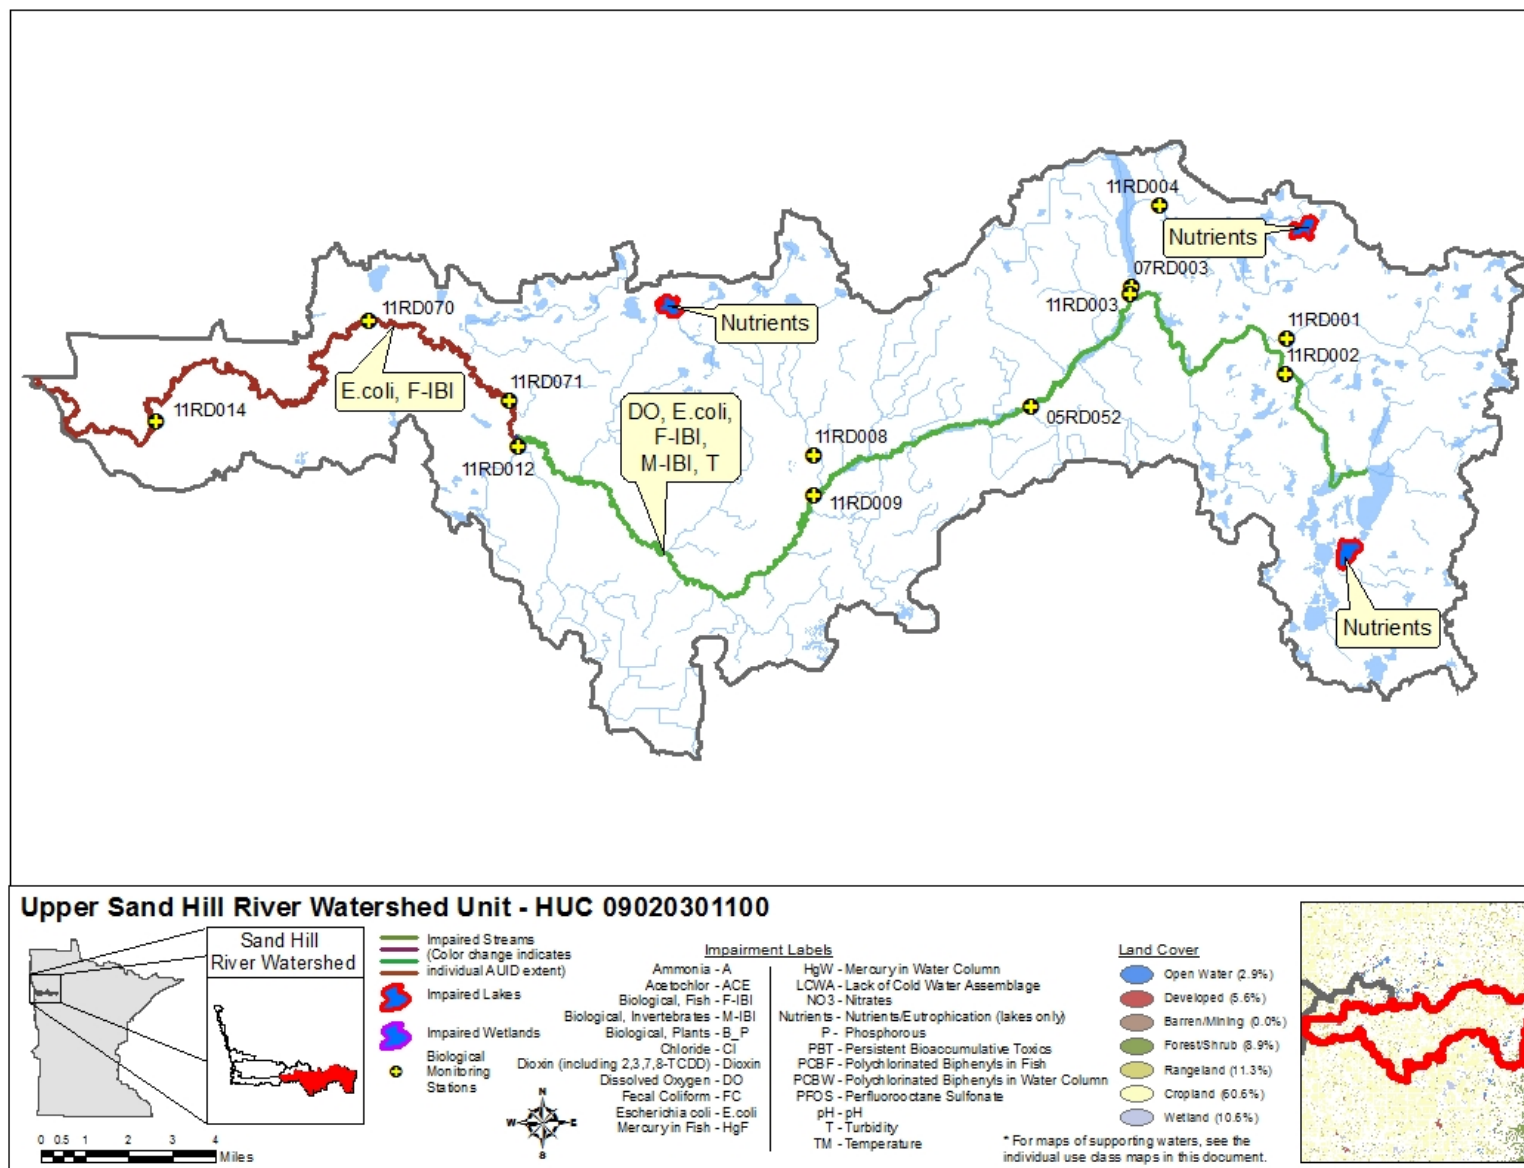 11RD004
Nutrients
07RD003
11RD003
11RD070
Nutrients
11RD001
11RD002
E.coli, F-IBI
11RD071
11RD014
DO, E.coli,
F-IBI,
M-IBI, T
05RD052
11RD008
11RD012
11RD009
Nutrients
Upper Sand Hill River Watershed Unit - HUC 09020301100
Sand Hill
River Watershed
0 0.5 1 2 3 4
Miles
Impaired Streams
(Color change indicates
individual AUID extent)
Impaired Lakes
Impaired Wetlands
Biological
Monitoring
Stations
N
W E
S
Impairment Labels
Ammonia - A
Acetochlor - ACE
Biological, Fish - F-IBI
Biological, Invertebrates - M-IBI
Biological, Plants - B_P
Chloride - Cl
Dioxin (including 2,3,7,8-TCDD) - Dioxin
Dissolved Oxygen - DO
Fecal Coliform - FC
Escherichia coli - E.coli
Mercury in Fish - HgF
HgW - Mercury in Water Column
LCWA - Lack of Cold Water Assemblage
NO3 - Nitrates
Nutrients - Nutrients/Eutrophication (lakes only)
P - Phosphorous
PBT - Persistent Bioaccumulative Toxics
PCBF - Polychlorinated Biphenyls in Fish
PCBW - Polychlorinated Biphenyls in Water Column
PFOS - Perfluorooctane Sulfonate
pH - pH
T - Turbidity
TM - Temperature
Land Cover
Open Water (2.9%)
Developed (5.6%)
Barren/Mining (0.0%)
Forest/Shrub (8.9%)
Rangeland (11.3%)
Cropland (60.6%)
Wetland (10.6%)
* For maps of supporting waters, see the
individual use class maps in this document.